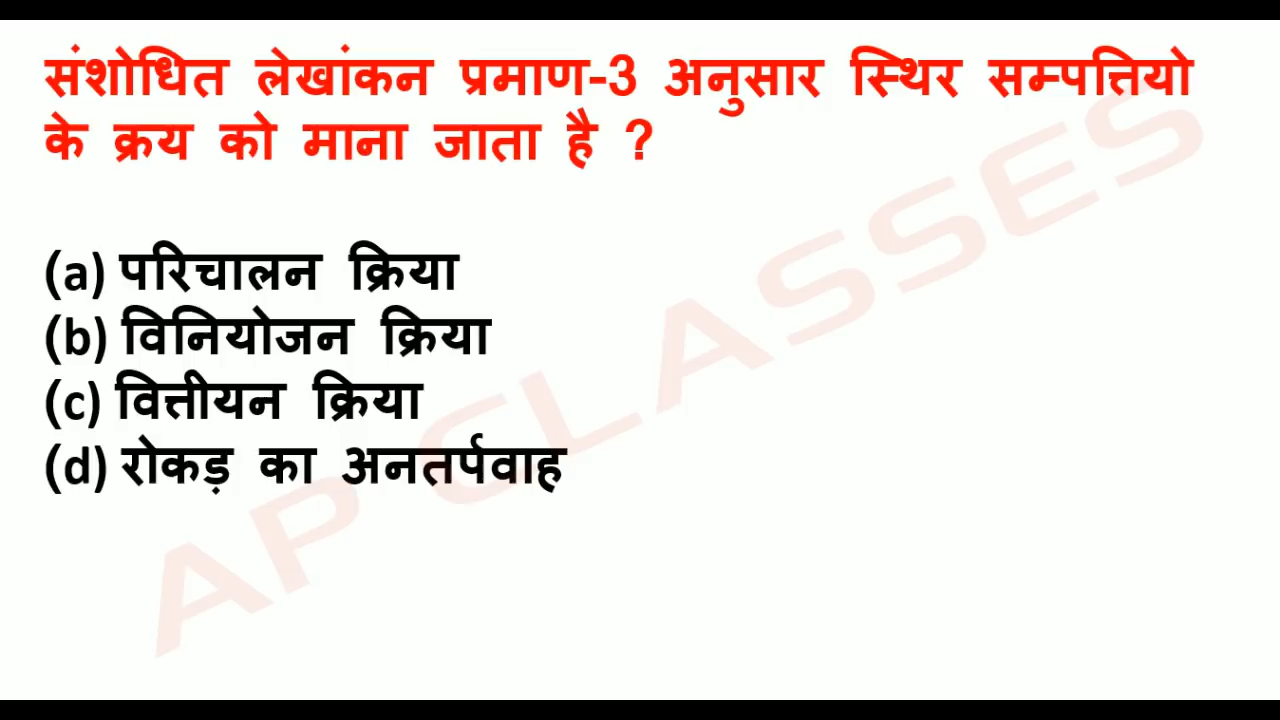 संशोधित लेखांकन प्रमाण-3 अनुसार स्थिर सम्पत्तियो
के क्रय को माना जाता है ?
(a) परिचालन क्रिया
(b) विनियोजन क्रिया
(c) वित्तीयन क्रिया
(d) रोकड़ का अनतर्पवाह
AP CLASSES